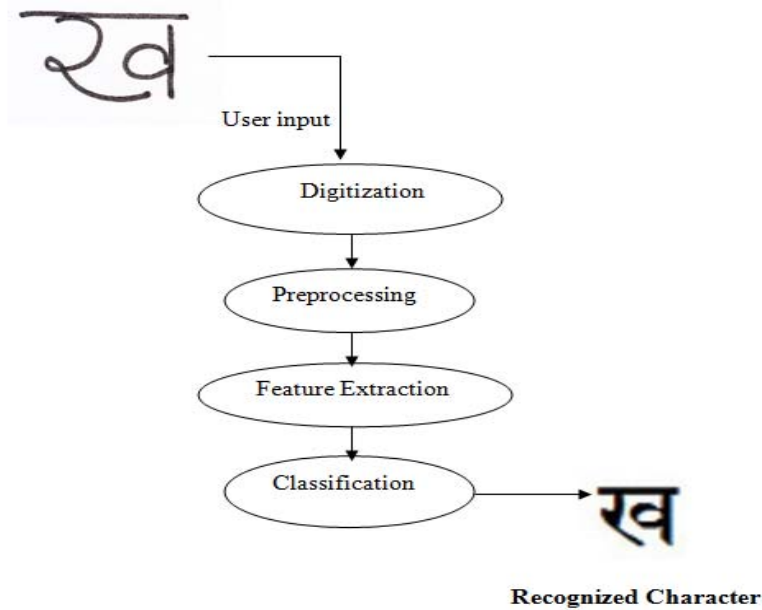 ख
User input
Digitization
Preprocessing
Feature Extraction
Classification
ख
Recognized Character